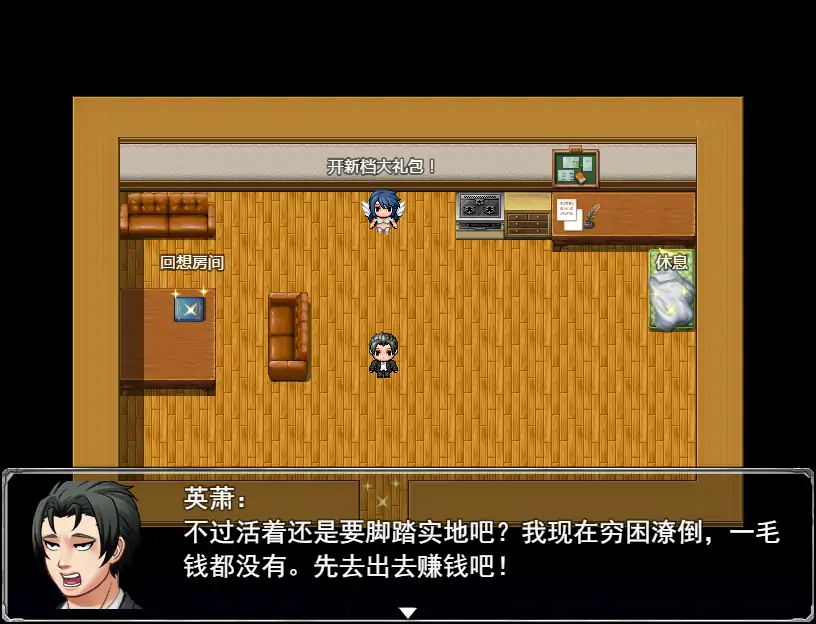 开新档大礼包！
回想房间
休息
英萧：
不过活着还是要脚踏实地吧？我现在穷困潦倒，一毛
钱都没有。先去出去赚钱吧！